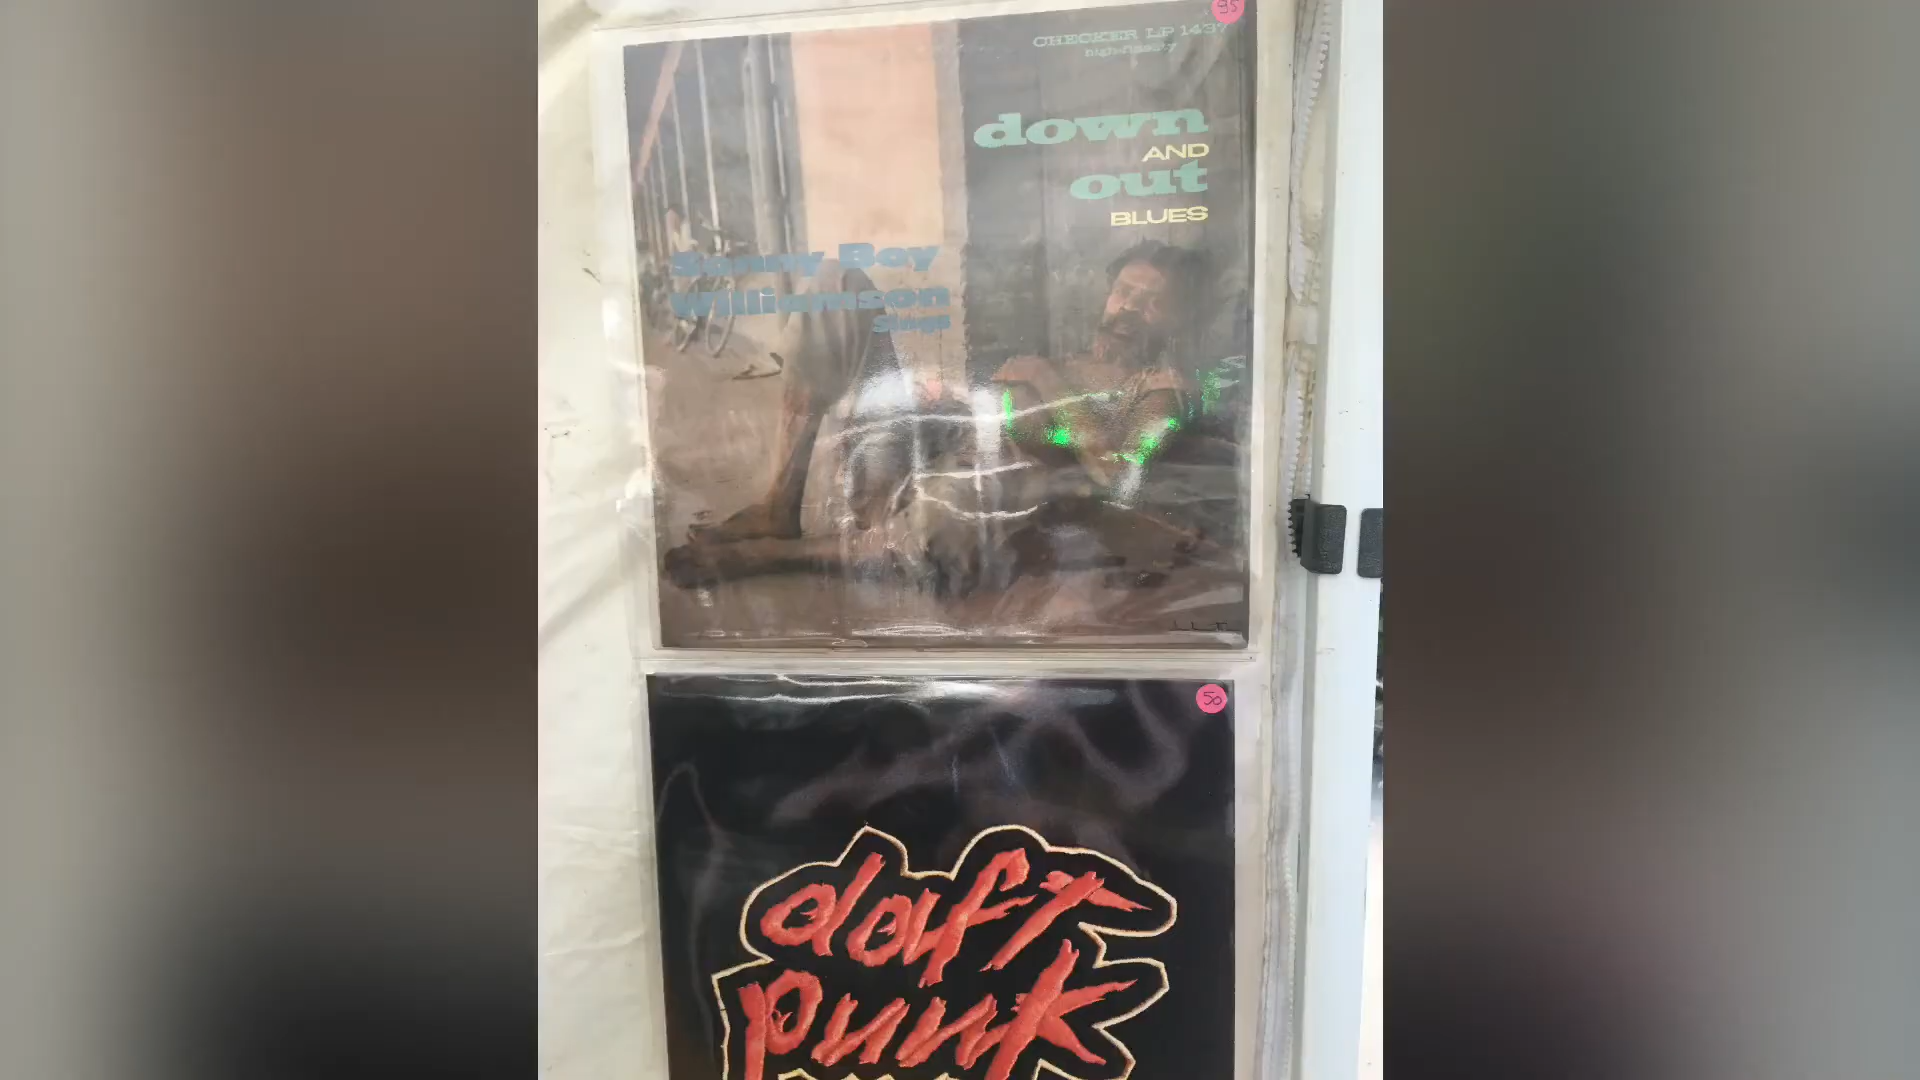 95
CHECKER LP 1437
high-fidelity
down
AND
out
BLUES
Sonny Boy
Williamson
sings
50
daft
punk